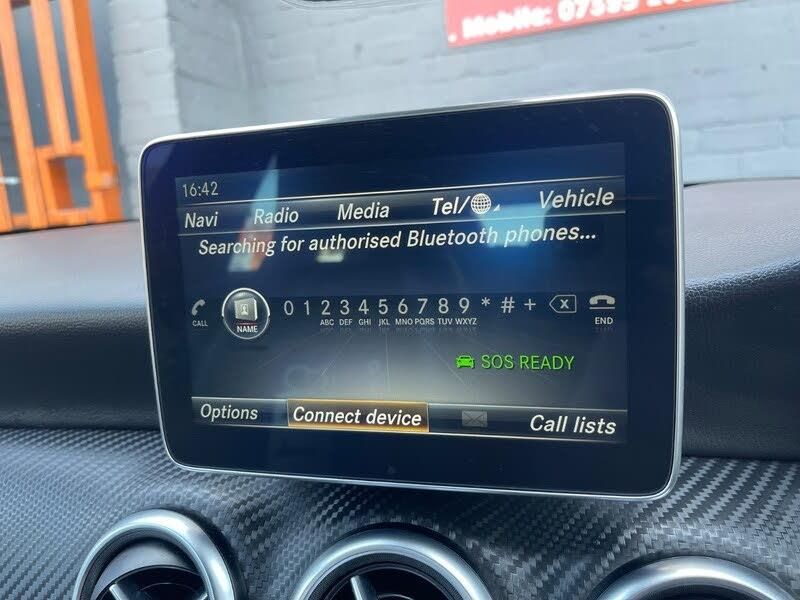 . Mobile: 07395
16:42
Navi Radio Media Tel/ Vehicle
Searching for authorised Bluetooth phones...
0 1 2 3 4 5 6 7 8 9 * # +
ABC DEF GHI JKL MNO PQRS TUV WXYZ
CALL NAME END
SOS READY
Options Connect device Call lists